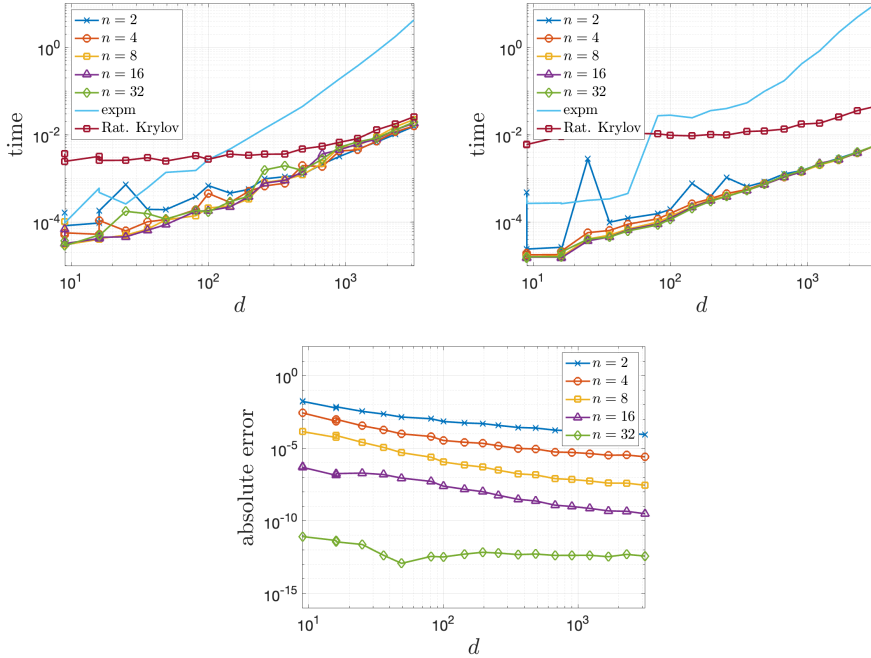 time
10^0
10^-2
10^-4
n = 2
n = 4
n = 8
n = 16
n = 32
expm
Rat. Krylov
10^1
10^2
10^3
d
time
10^0
10^-2
10^-4
n = 2
n = 4
n = 8
n = 16
n = 32
expm
Rat. Krylov
10^1
10^2
10^3
d
absolute error
10^0
10^-5
10^-10
10^-15
n = 2
n = 4
n = 8
n = 16
n = 32
10^1
10^2
10^3
d